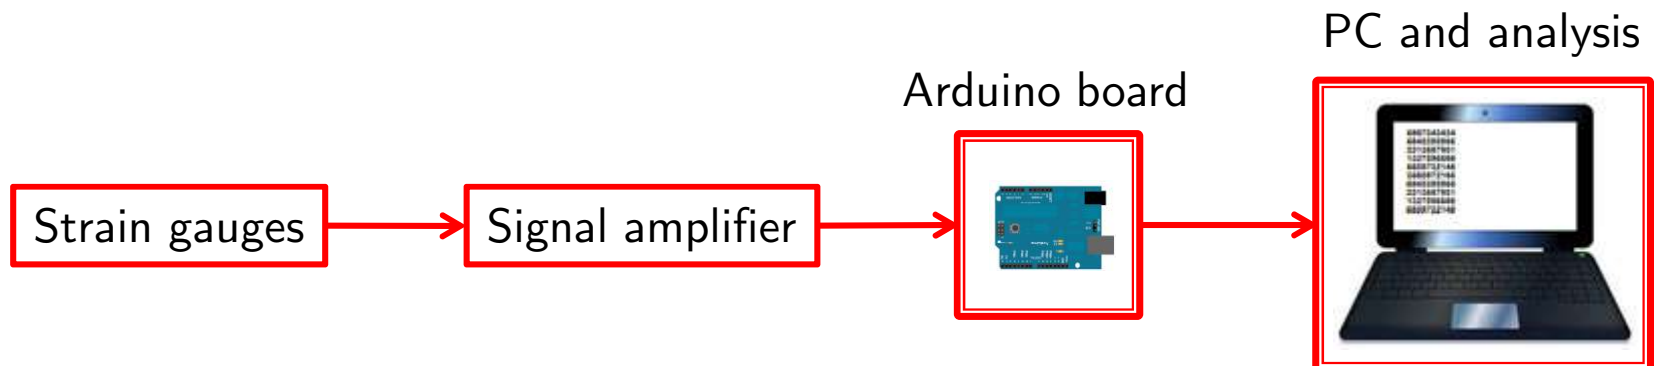 PC and analysis
Arduino board
Strain gauges
Signal amplifier